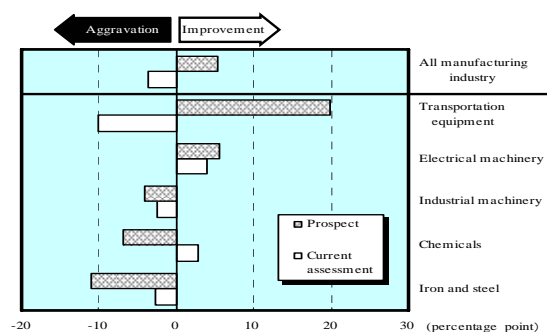 Aggravation
Improvement
All manufacturing
industry
Transportation
equipment
Electrical machinery
Industrial machinery
Prospect
Chemicals
Current
assessment
Iron and steel
-20 -10 0 10 20 30 (percentage point)